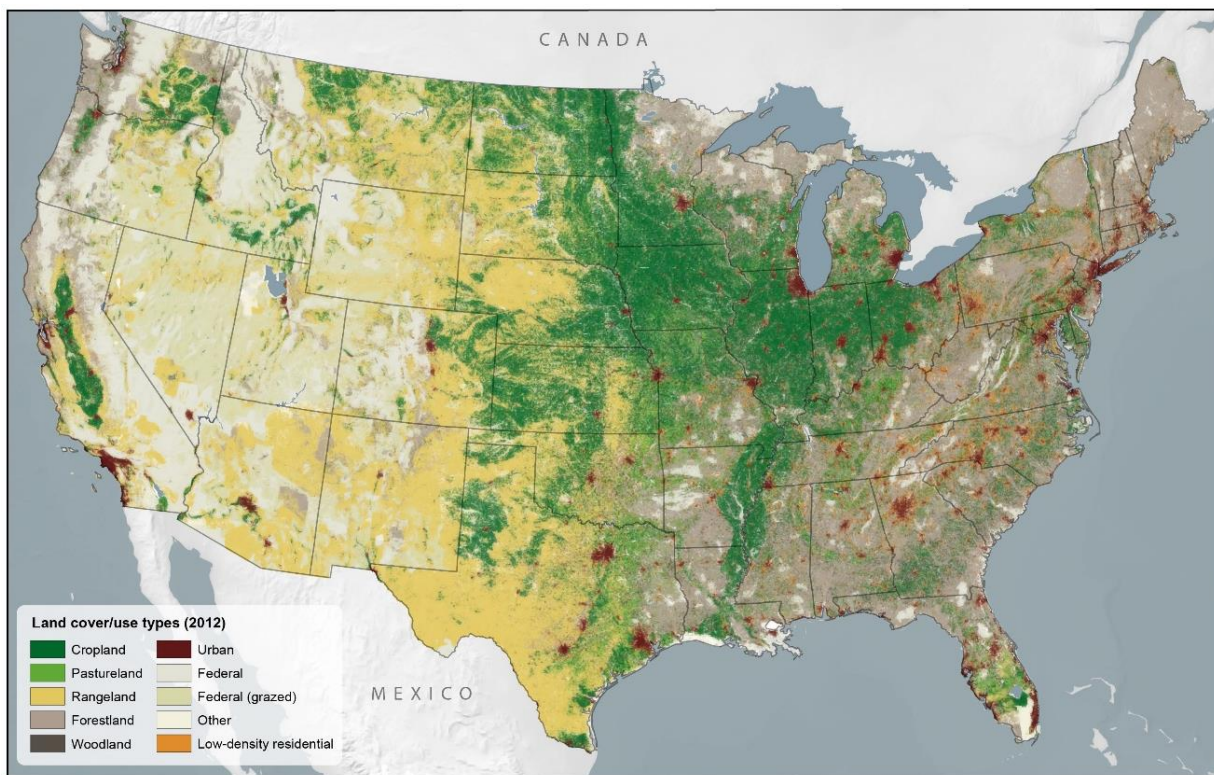 CANADA
MEXICO
Land cover/use types (2012)
Cropland
Pastureland
Rangeland
Forestland
Woodland
Urban
Federal
Federal (grazed)
Other
Low-density residential